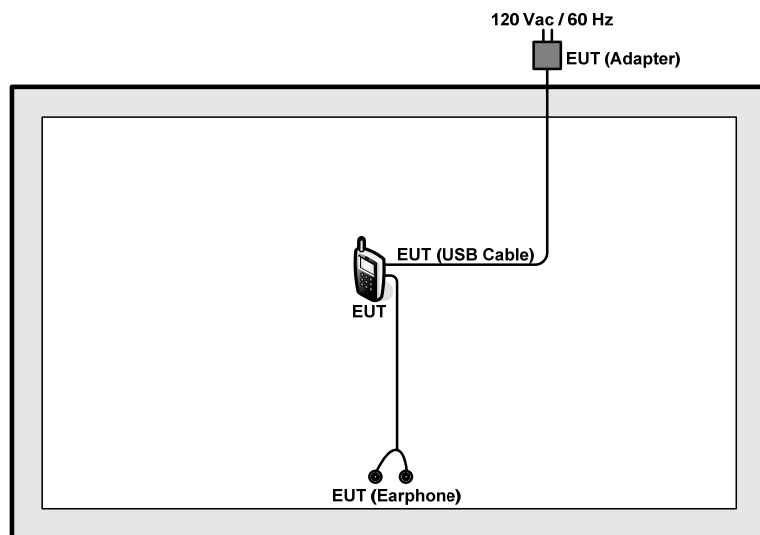 120 Vac / 60 Hz
EUT (Adapter)
EUT (USB Cable)
EUT
EUT (Earphone)